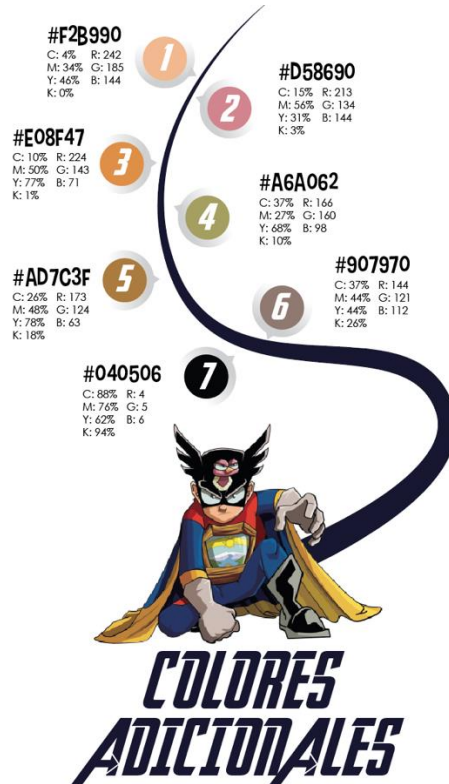 #F2B990
C: 4% R: 242
M: 34% G: 185
Y: 46% B: 144
K: 0%
1
#D58690
C: 15% R: 213
M: 56% G: 134
Y: 31% B: 144
K: 3%
2
#E08F47
C: 10% R: 224
M: 50% G: 143
Y: 77% B: 71
K: 1%
3
#A6A062
C: 37% R: 166
M: 27% G: 160
Y: 68% B: 98
K: 10%
4
#AD7C3F
C: 26% R: 173
M: 48% G: 124
Y: 78% B: 63
K: 18%
5
#907970
C: 37% R: 144
M: 44% G: 121
Y: 44% B: 112
K: 26%
6
#040506
C: 88% R: 4
M: 76% G: 5
Y: 62% B: 6
K: 94%
7
COLORES
ADICIONALES